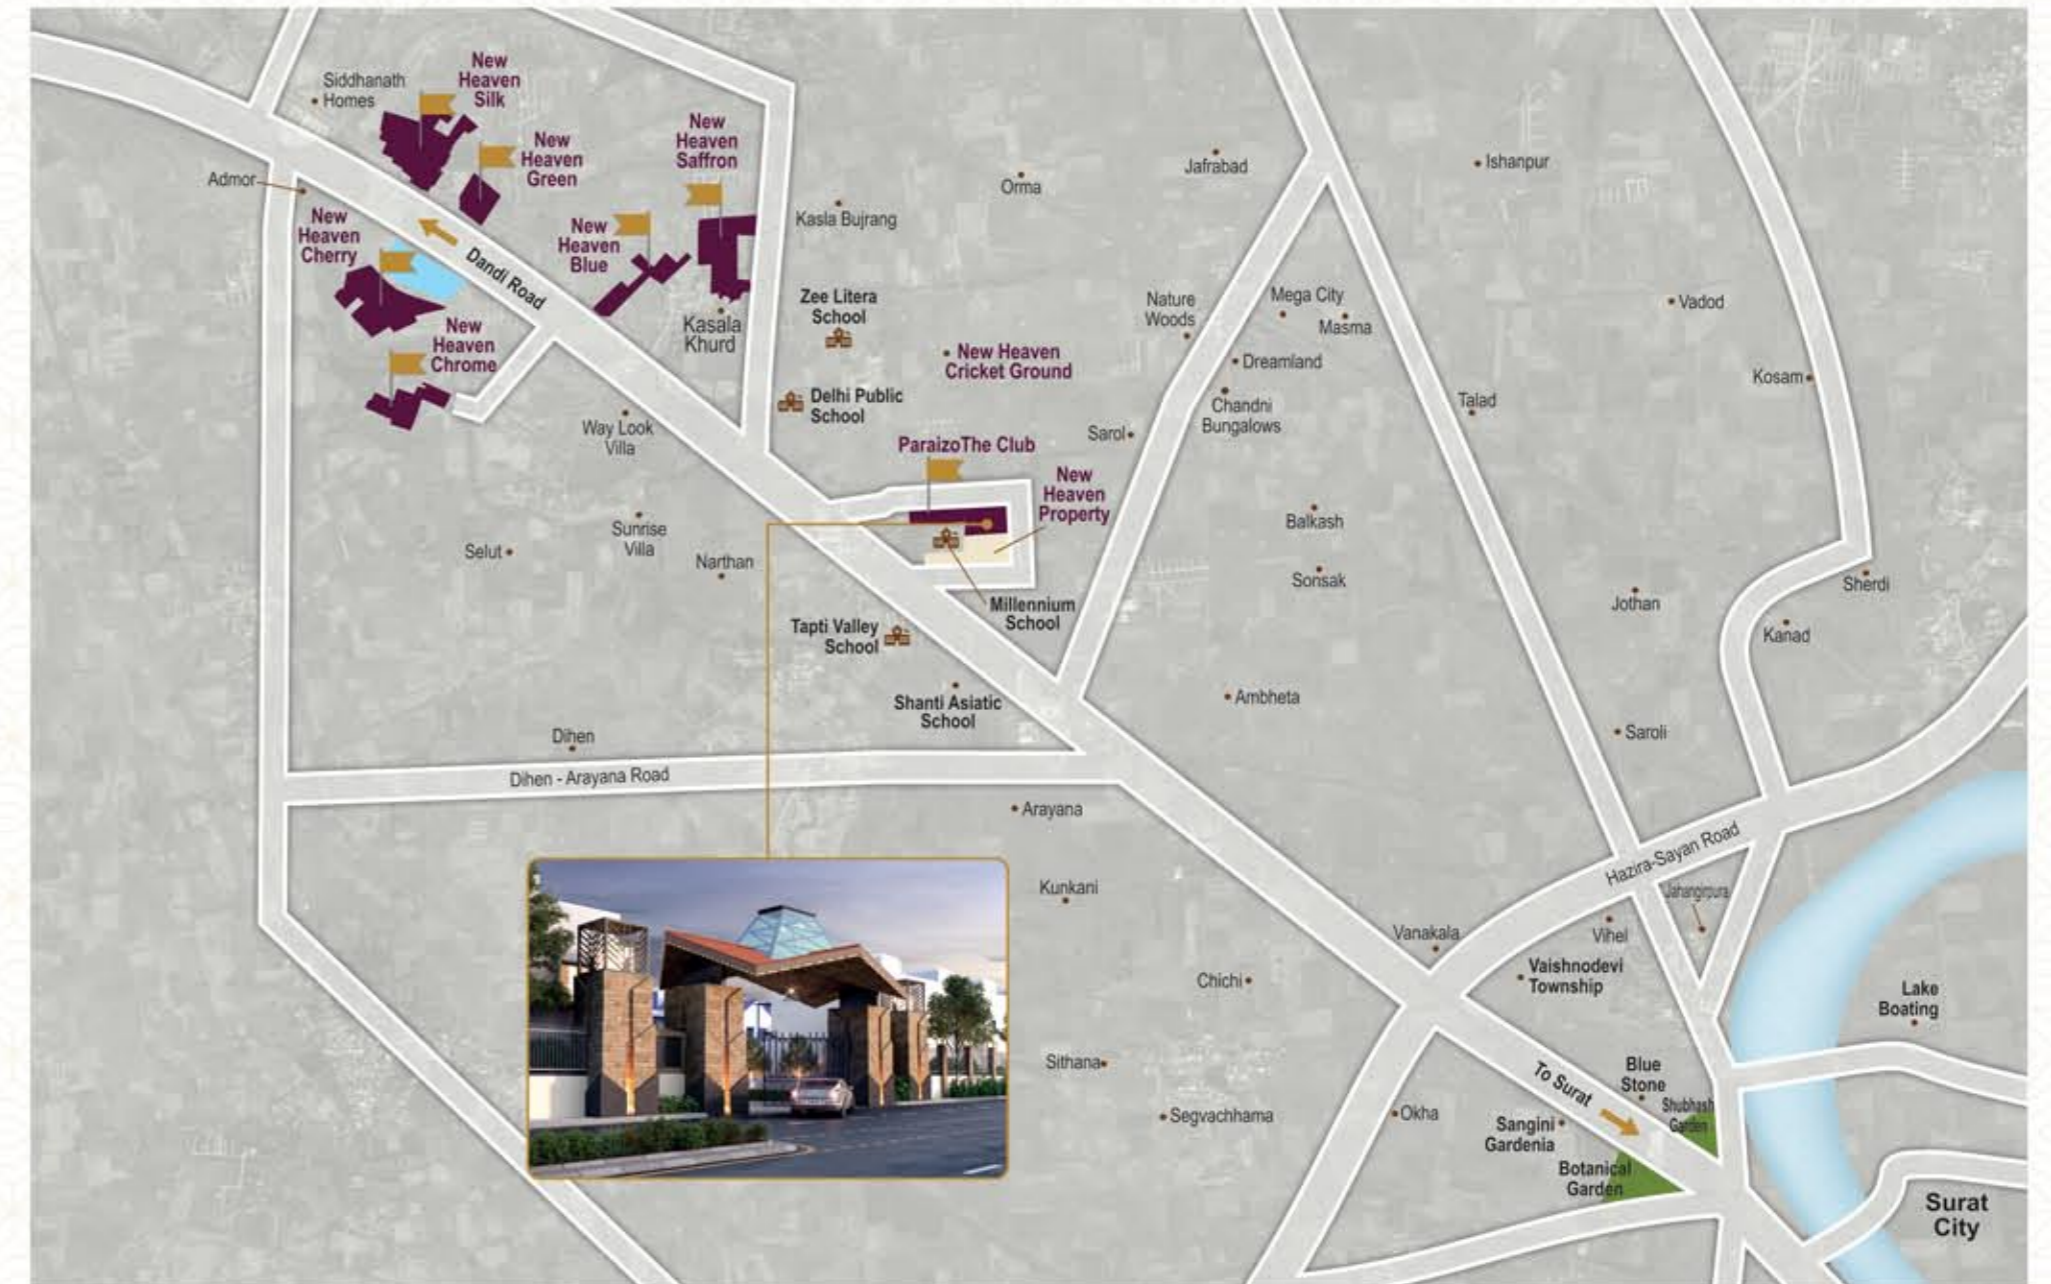 New
Heaven
Silk
Siddhanath
Homes
New
Heaven
Green
New
Heaven
Saffron
Admor
New
Heaven
Cherry
New
Heaven
Blue
Dandi Road
New
Heaven
Chrome
Kasala
Khurd
Kasla Bujrang
Orma
Jafrabad
Ishanpur
Zee Litera
School
New Heaven
Cricket Ground
Delhi Public
School
Nature
Woods
Mega City
Masma
Dreamland
Chandni
Bungalows
Vadod
Kosam
Talad
Sarol
Way Look
Villa
ParaizoThe Club
New
Heaven
Property
Sunrise
Villa
Selut
Narthan
Balkash
Sonsak
Jothan
Sherdi
Kanad
Millennium
School
Tapti Valley
School
Shanti Asiatic
School
Ambheta
Saroli
Dihen
Dihen - Arayana Road
Arayana
Hazira-Sayan Road
Jahangirpura
Kunkani
Vanakala
Vihel
Vaishnodevi
Township
Chichi
Lake
Boating
Sithana
Segvachhama
Okha
To Surat
Blue
Stone
Shubhash
Garden
Sangini
Gardenia
Botanical
Garden
Surat
City